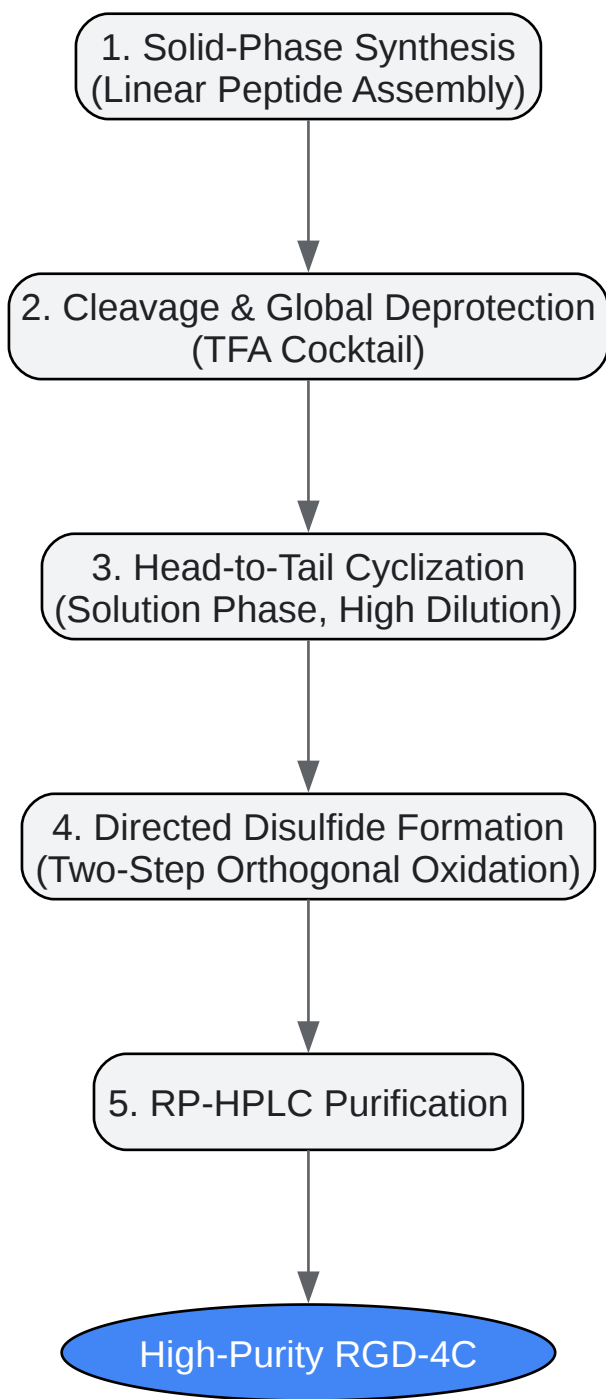 1. Solid-Phase Synthesis
(Linear Peptide Assembly)
2. Cleavage & Global Deprotection
(TFA Cocktail)
3. Head-to-Tail Cyclization
(Solution Phase, High Dilution)
4. Directed Disulfide Formation
(Two-Step Orthogonal Oxidation)
5. RP-HPLC Purification
High-Purity RGD-4C